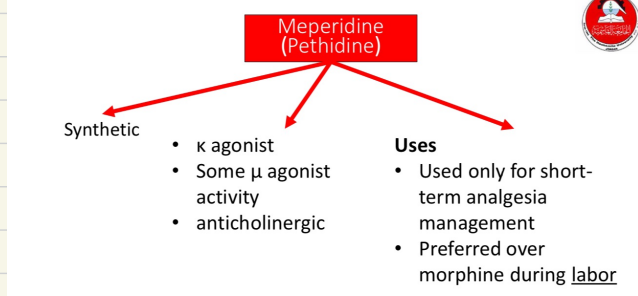 Meperidine
(Pethidine)
Synthetic
• κ agonist
• Some μ agonist
activity
• anticholinergic
Uses
• Used only for short-
term analgesia
management
• Preferred over
morphine during labor